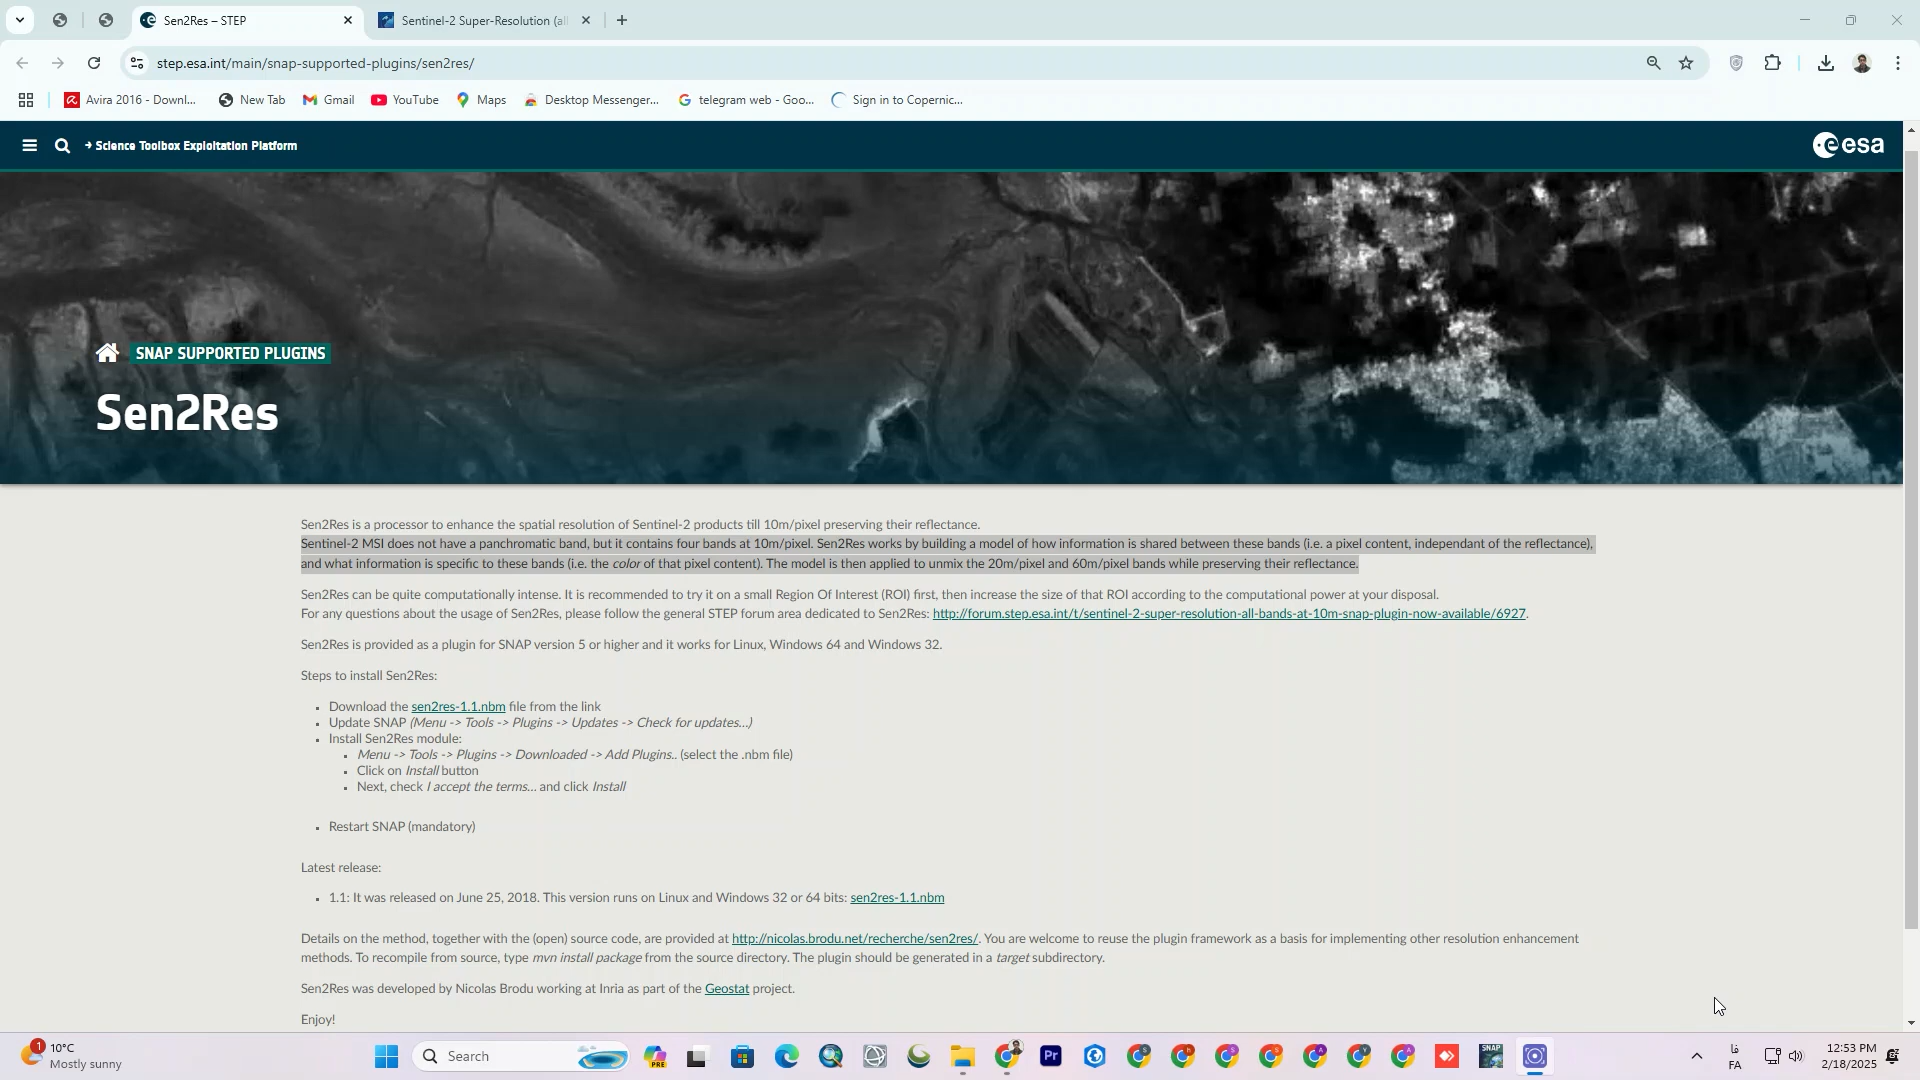 Sen2Res – STEP
Sentinel-2 Super-Resolution (al
step.esa.int/main/snap-supported-plugins/sen2res/
Avira 2016 - Downl...
New Tab
Gmail
YouTube
Maps
Desktop Messenger...
telegram web - Goo...
Sign in to Copernic...
Science Toolbox Exploitation Platform
esa
SNAP SUPPORTED PLUGINS
Sen2Res
Sen2Res is a processor to enhance the spatial resolution of Sentinel-2 products till 10m/pixel preserving their reflectance.
Sentinel-2 MSI does not have a panchromatic band, but it contains four bands at 10m/pixel. Sen2Res works by building a model of how information is shared between these bands (i.e. a pixel content, independant of the reflectance),
and what information is specific to these bands (i.e. the color of that pixel content). The model is then applied to unmix the 20m/pixel and 60m/pixel bands while preserving their reflectance.
Sen2Res can be quite computationally intense. It is recommended to try it on a small Region Of Interest (ROI) first, then increase the size of that ROI according to the computational power at your disposal.
For any questions about the usage of Sen2Res, please follow the general STEP forum area dedicated to Sen2Res: http://forum.step.esa.int/t/sentinel-2-super-resolution-all-bands-at-10m-snap-plugin-now-available/6927.
Sen2Res is provided as a plugin for SNAP version 5 or higher and it works for Linux, Windows 64 and Windows 32.
Steps to install Sen2Res:
Download the sen2res-1.1.nbm file from the link
Update SNAP (Menu -> Tools -> Plugins -> Updates -> Check for updates...)
Install Sen2Res module:
Menu -> Tools -> Plugins -> Downloaded -> Add Plugins.. (select the .nbm file)
Click on Install button
Next, check I accept the terms... and click Install
Restart SNAP (mandatory)
Latest release:
1.1: It was released on June 25, 2018. This version runs on Linux and Windows 32 or 64 bits: sen2res-1.1.nbm
Details on the method, together with the (open) source code, are provided at http://nicolas.brodu.net/recherche/sen2res/. You are welcome to reuse the plugin framework as a basis for implementing other resolution enhancement
methods. To recompile from source, type mvn install package from the source directory. The plugin should be generated in a target subdirectory.
Sen2Res was developed by Nicolas Brodu working at Inria as part of the Geostat project.
Enjoy!
1
10°C
Mostly sunny
Search
PRE
Pr
SNAP
فا
FA
12:53 PM
2/18/2025